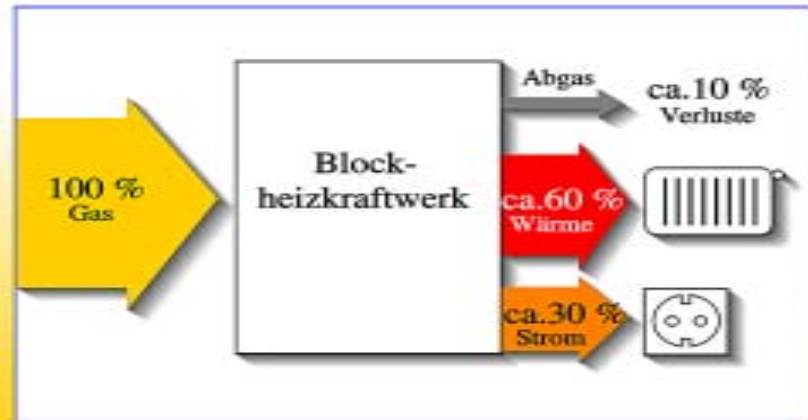 100 %
Gas
Block-
heizkraftwerk
Abgas
ca.10 %
Verluste
ca.60 %
Wärme
ca.30 %
Strom